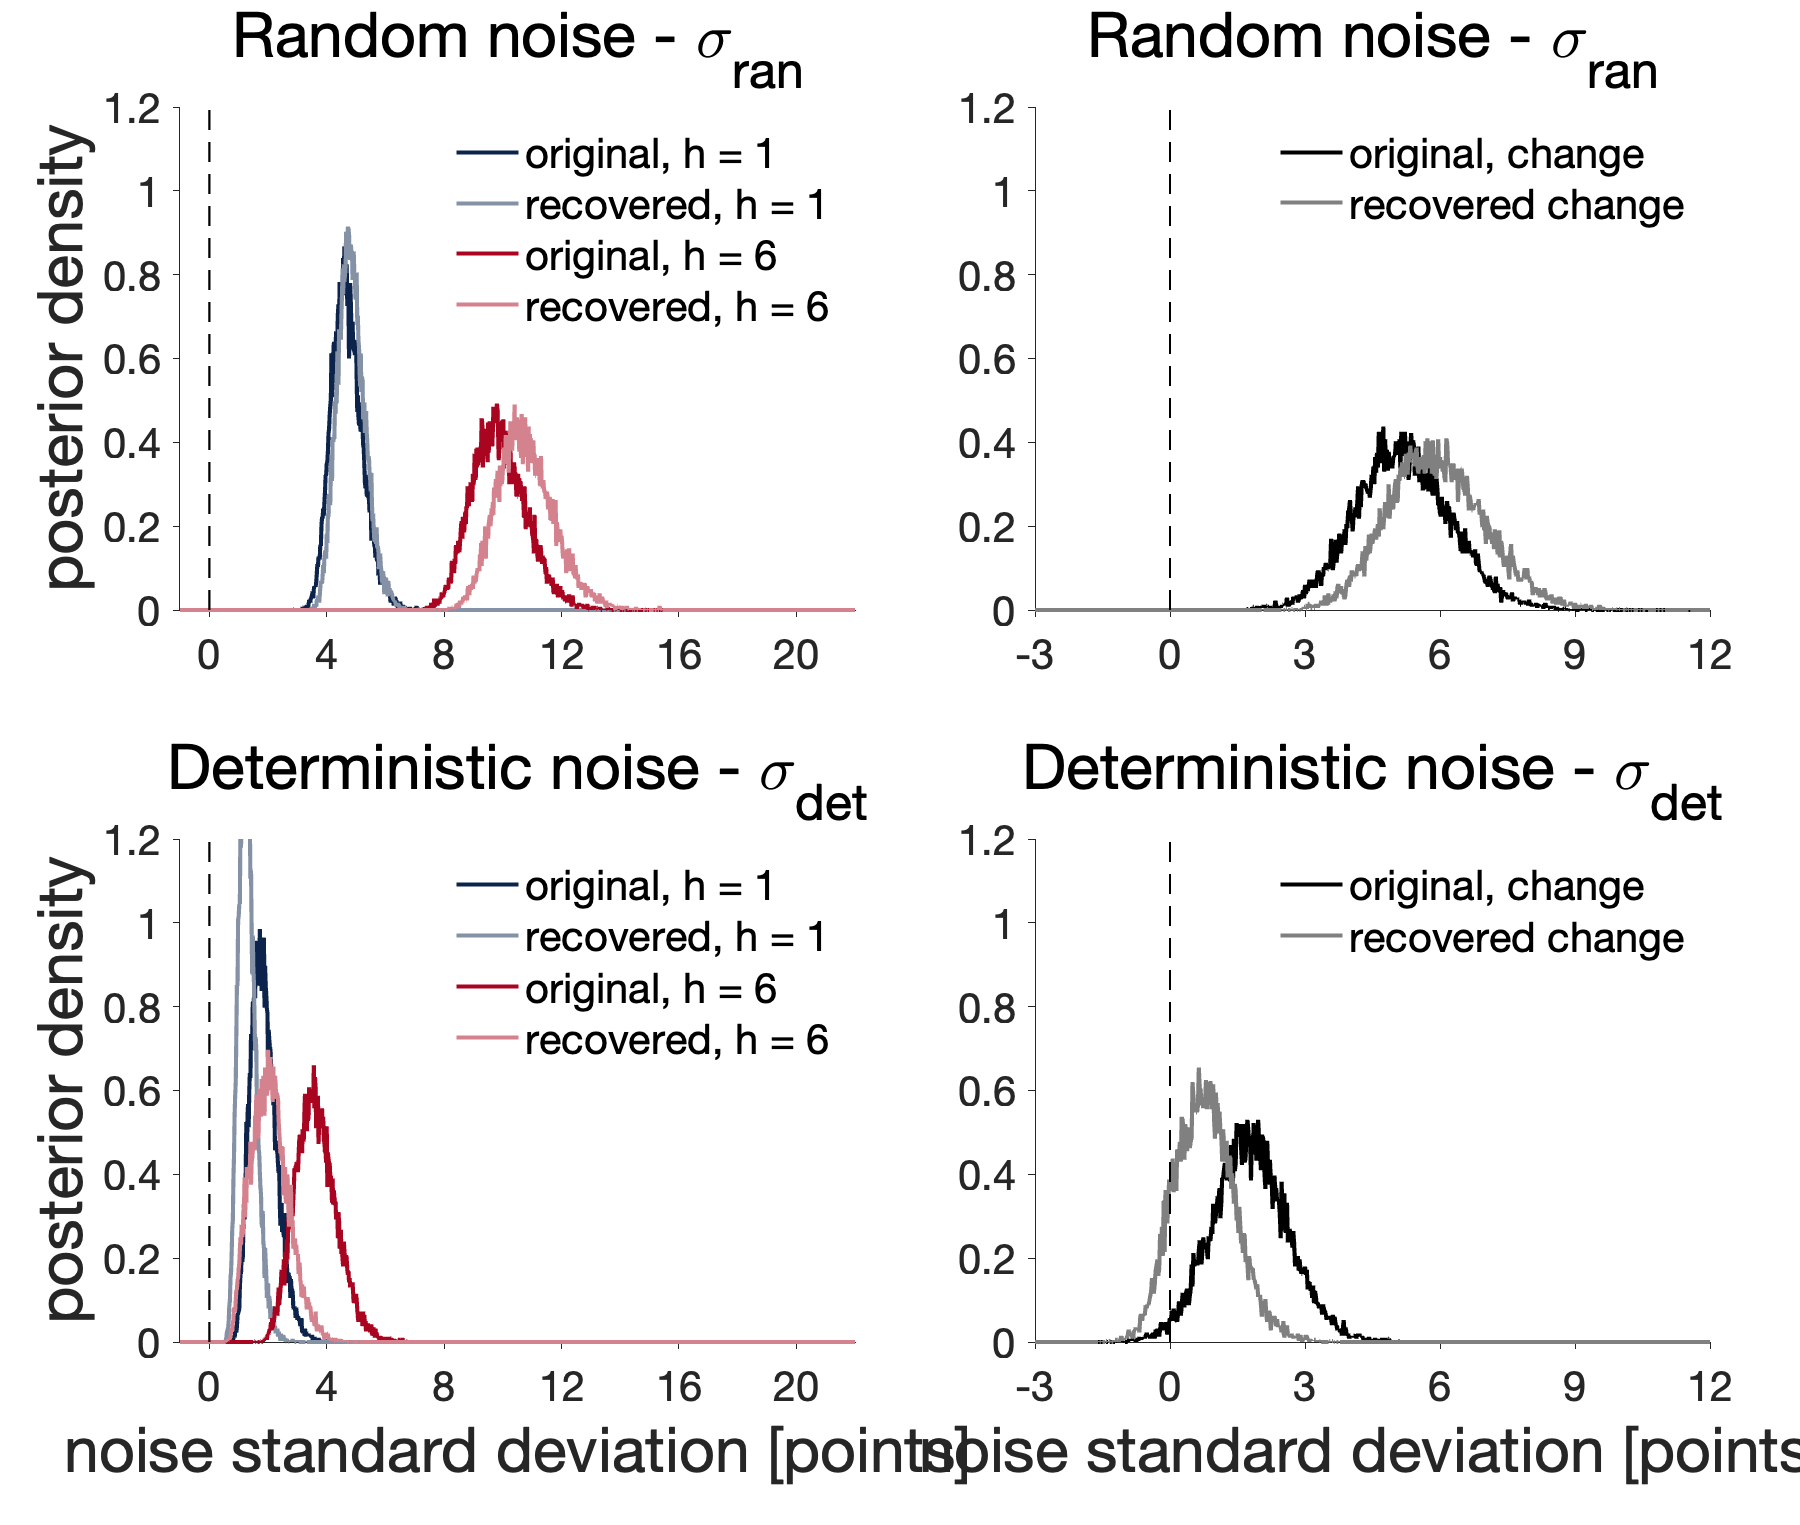 Random noise - σran
1.2
1
0.8
0.6
0.4
0.2
0
posterior density
original, h = 1
recovered, h = 1
original, h = 6
recovered, h = 6
0 4 8 12 16 20
Random noise - σran
1.2
1
0.8
0.6
0.4
0.2
0
original, change
recovered change
-3 0 3 6 9 12
Deterministic noise - σdet
1.2
1
0.8
0.6
0.4
0.2
0
posterior density
original, h = 1
recovered, h = 1
original, h = 6
recovered, h = 6
0 4 8 12 16 20
noise standard deviation [points]
Deterministic noise - σdet
1.2
1
0.8
0.6
0.4
0.2
0
original, change
recovered change
-3 0 3 6 9 12
noise standard deviation [points